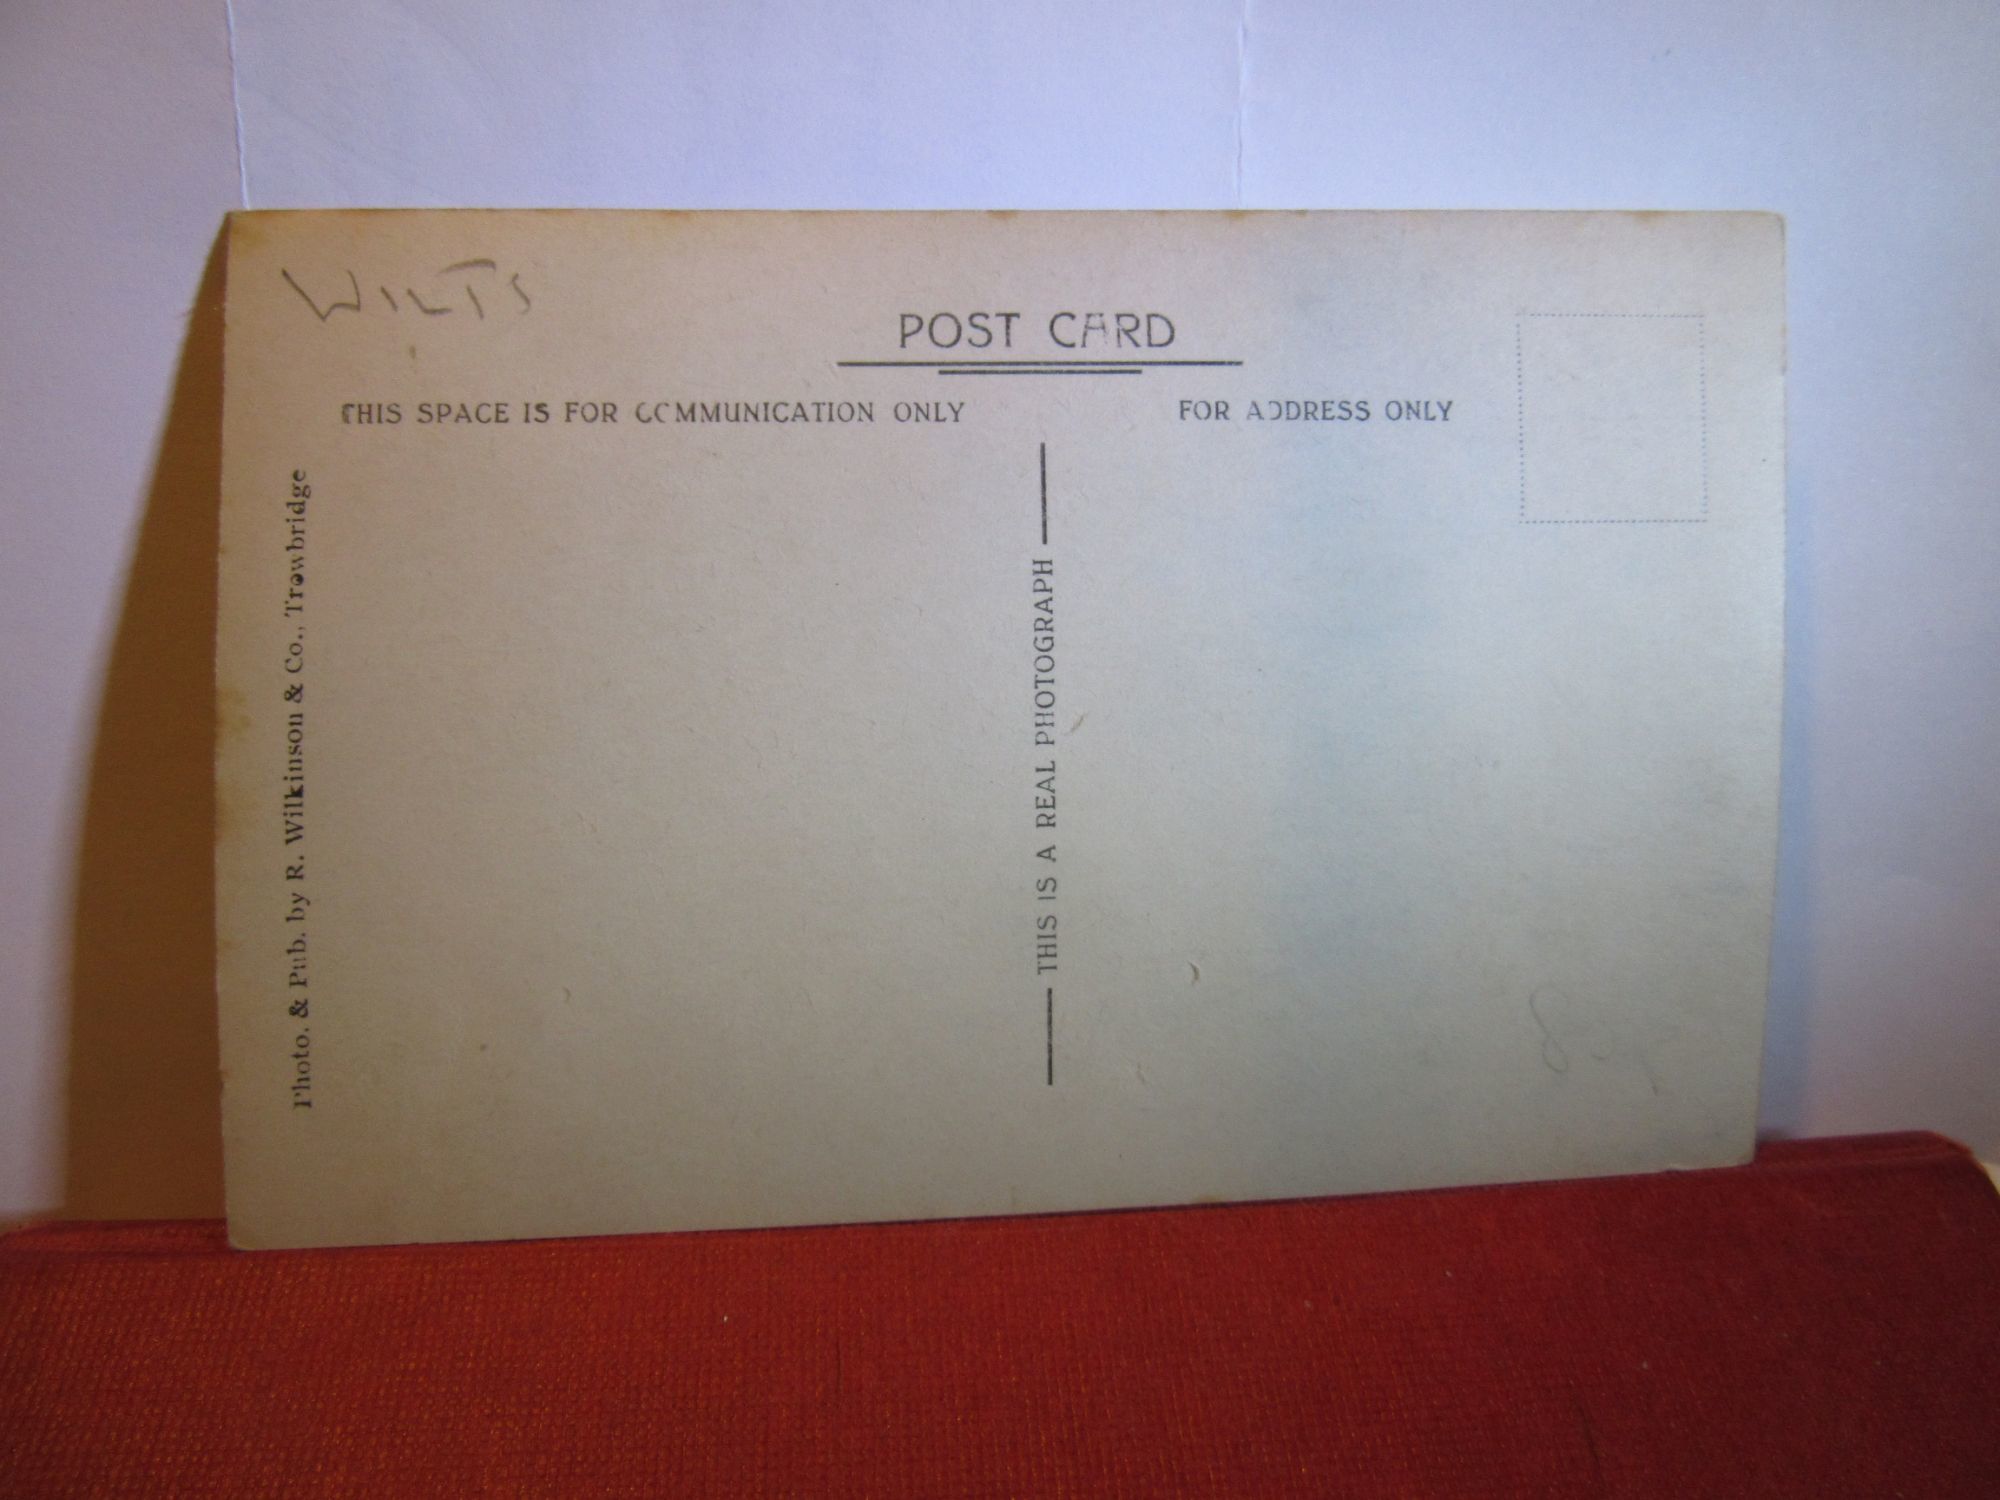 WILTS
POST CARD
THIS SPACE IS FOR COMMUNICATION ONLY
FOR ADDRESS ONLY
Photo. & Pub. by R. Wilkinson & Co., Trowbridge
THIS IS A REAL PHOTOGRAPH